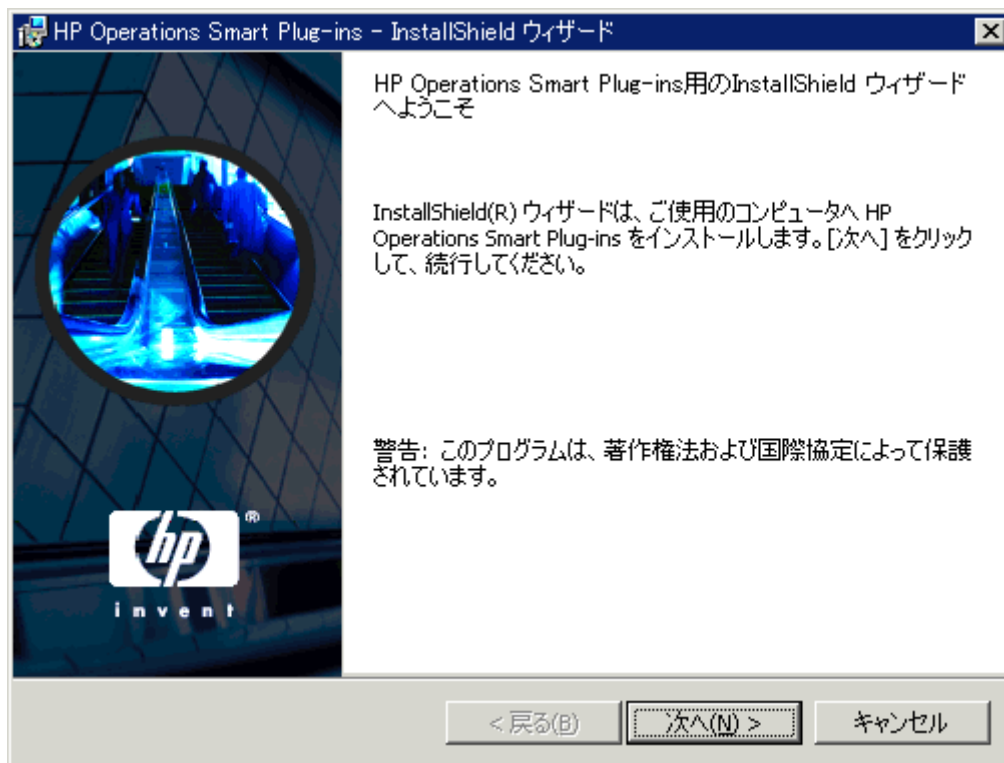 HP Operations Smart Plug-ins - InstallShield ウィザード
HP Operations Smart Plug-ins用のInstallShield ウィザード
へようこそ
InstallShield(R) ウィザードは、ご使用のコンピュータへ HP
Operations Smart Plug-ins をインストールします。[次へ] をクリック
して、続行してください。
警告: このプログラムは、著作権法および国際協定によって保護
されています。
hp
®
invent
< 戻る(B)
次へ(N) >
キャンセル